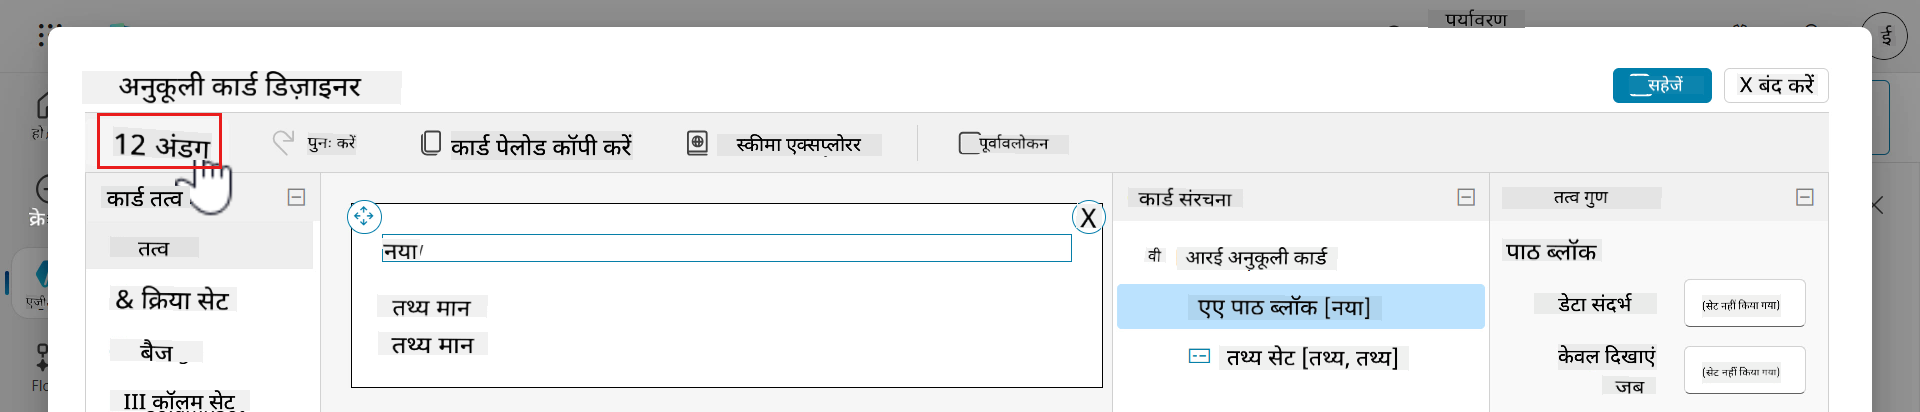 पर्यावरण
ई
अनुकूली कार्ड डिज़ाइनर
सहेजें
X बंद करें
12 अंडग
पुनः करें
कार्ड पेलोड कॉपी करें
स्कीमा एक्सप्लोरर
पूर्वावलोकन
कार्ड तत्व
कार्ड संरचना
तत्व गुण
तत्व
& क्रिया सेट
बैज
III कॉलम सेट
X
नया
तथ्य मान
तथ्य मान
वी आरई अनुकूली कार्ड
एए पाठ ब्लॉक [नया]
तथ्य सेट [तथ्य, तथ्य]
पाठ ब्लॉक
डेटा संदर्भ
(सेट नहीं किया गया)
केवल दिखाएं
जब
(सेट नहीं किया गया)
हो
क्रे
एजी
Flo